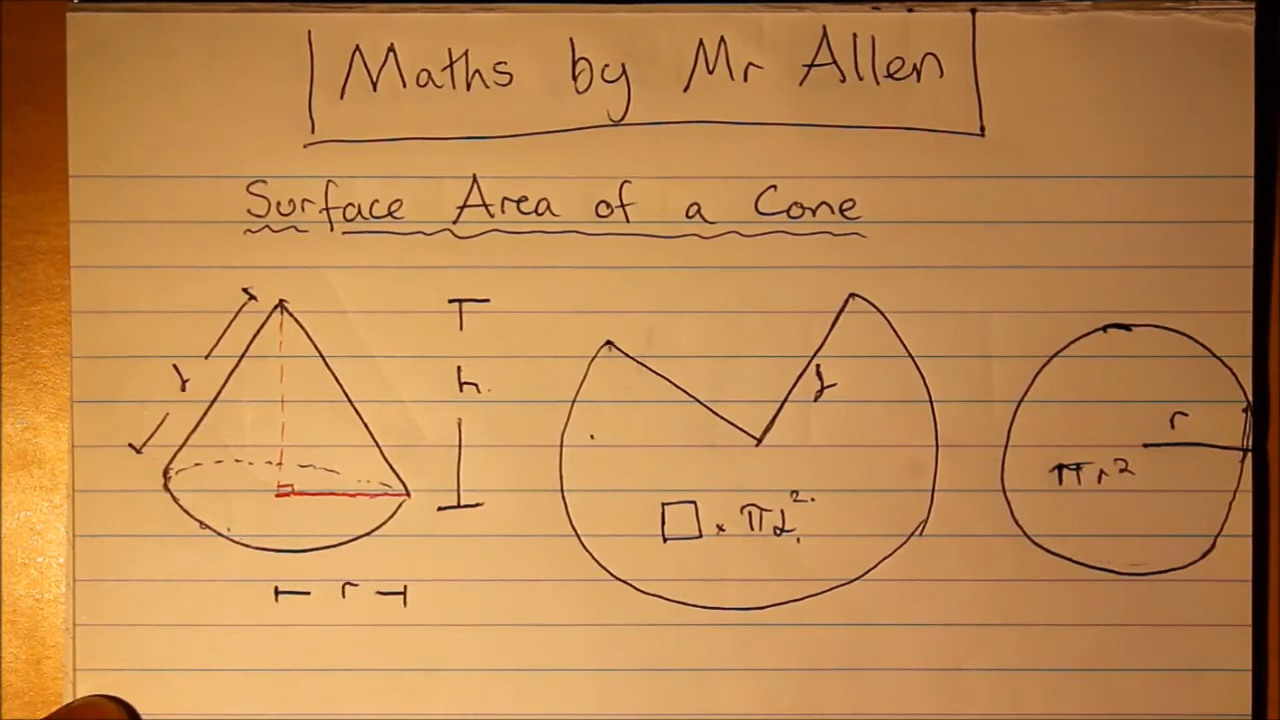 Maths by Mr Allen
Surface Area of a Cone
l
h.
r
l
□ × πl².
r
πr²